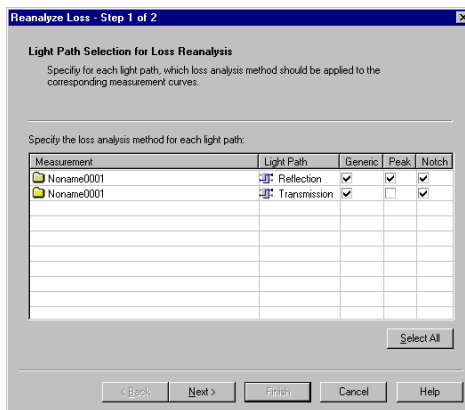 Reanalyze Loss - Step 1 of 2
Light Path Selection for Loss Reanalysis
Specifiy for each light path, which loss analysis method should be applied to the
corresponding measurement curves.
Specify the loss analysis method for each light path:
Measurement Light Path Generic Peak Notch
Noname0001 Reflection
Noname0001 Transmission
Select All
< Back Next > Finish Cancel Help